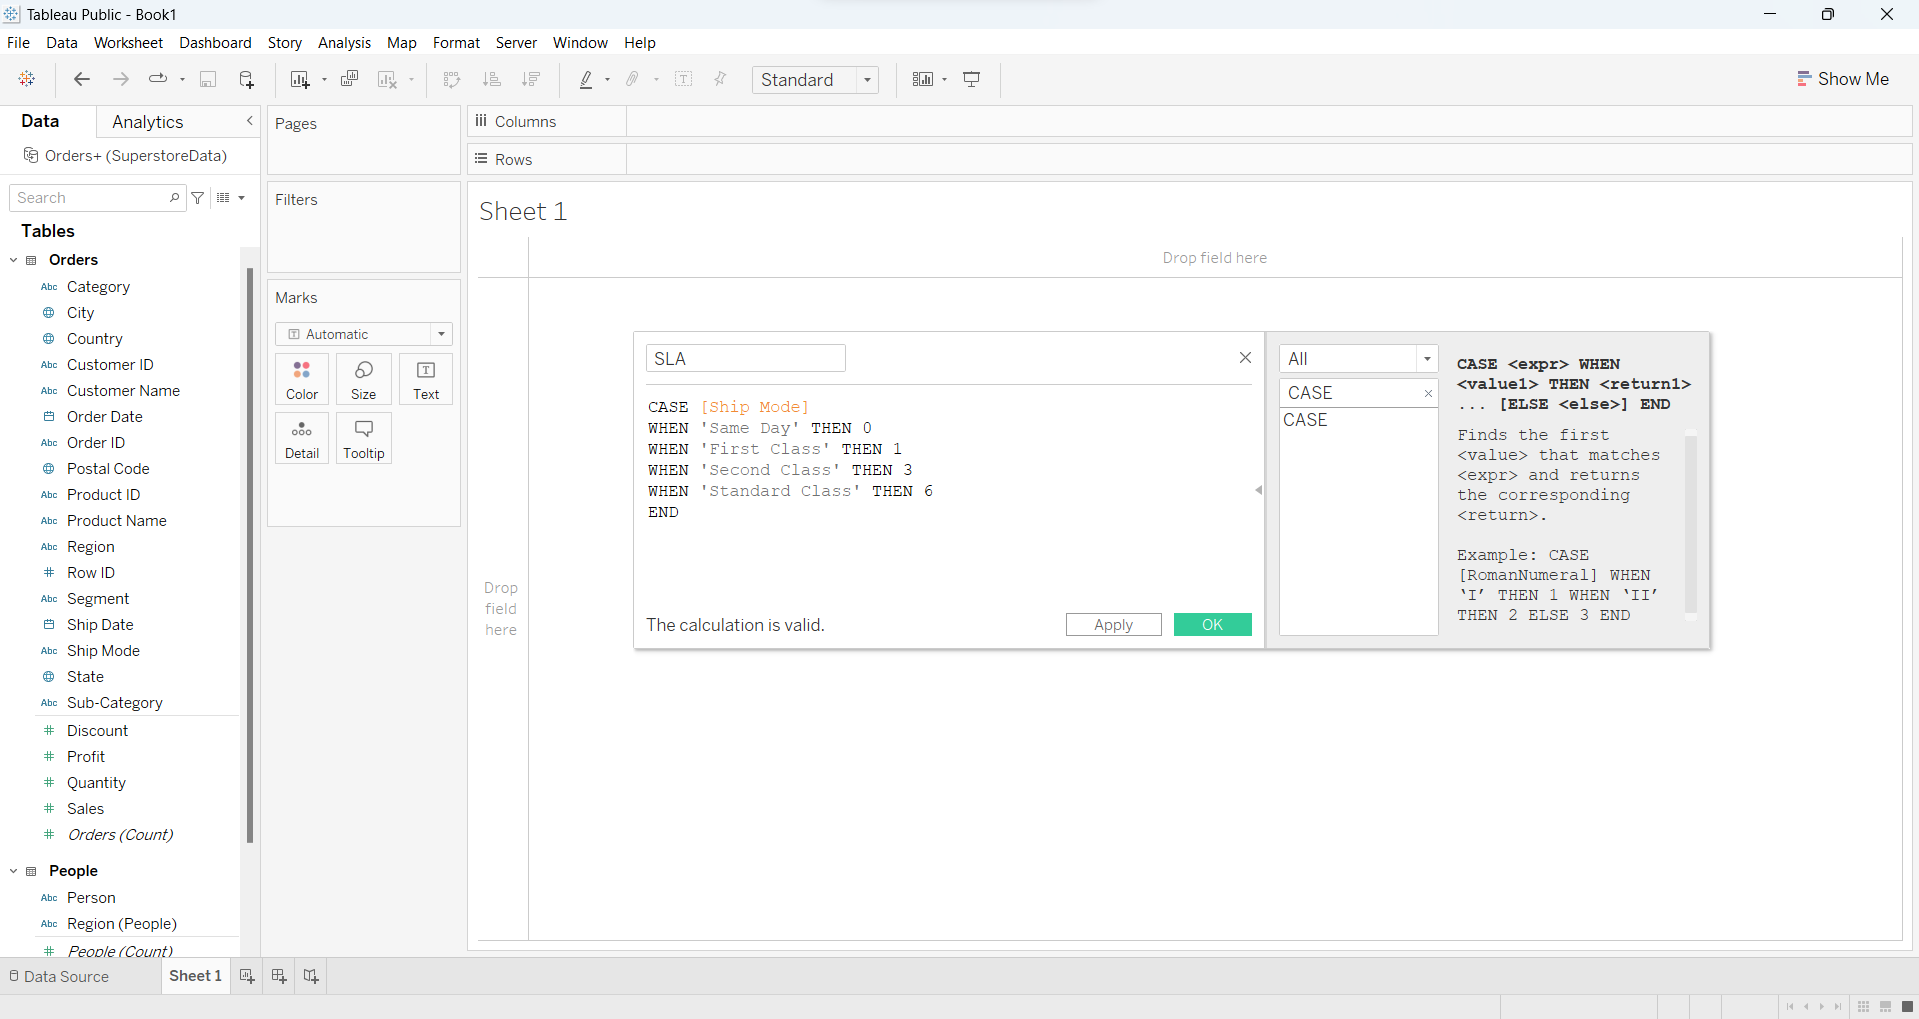 Tableau Public - Book1
File Data Worksheet Dashboard Story Analysis Map Format Server Window Help
Standard
Show Me
Data
Analytics
Orders+ (SuperstoreData)
Search
Tables
Orders
Abc Category
City
Country
Abc Customer ID
Abc Customer Name
Order Date
Abc Order ID
Postal Code
Abc Product ID
Abc Product Name
Abc Region
# Row ID
Abc Segment
Ship Date
Abc Ship Mode
State
Abc Sub-Category
# Discount
# Profit
# Quantity
# Sales
# Orders (Count)
People
Abc Person
Abc Region (People)
# People (Count)
Pages
Filters
Marks
T Automatic
Color
Size
T Text
Detail
Tooltip
iii Columns
Rows
Sheet 1
Drop field here
Drop
field
here
SLA
CASE [Ship Mode]
WHEN 'Same Day' THEN 0
WHEN 'First Class' THEN 1
WHEN 'Second Class' THEN 3
WHEN 'Standard Class' THEN 6
END
The calculation is valid.
Apply
OK
All
CASE
CASE
CASE <expr> WHEN
<value1> THEN <return1>
... [ELSE <else>] END
Finds the first
<value> that matches
<expr> and returns
the corresponding
<return>.
Example: CASE
[RomanNumeral] WHEN
‘I’ THEN 1 WHEN ‘II’
THEN 2 ELSE 3 END
Data Source
Sheet 1